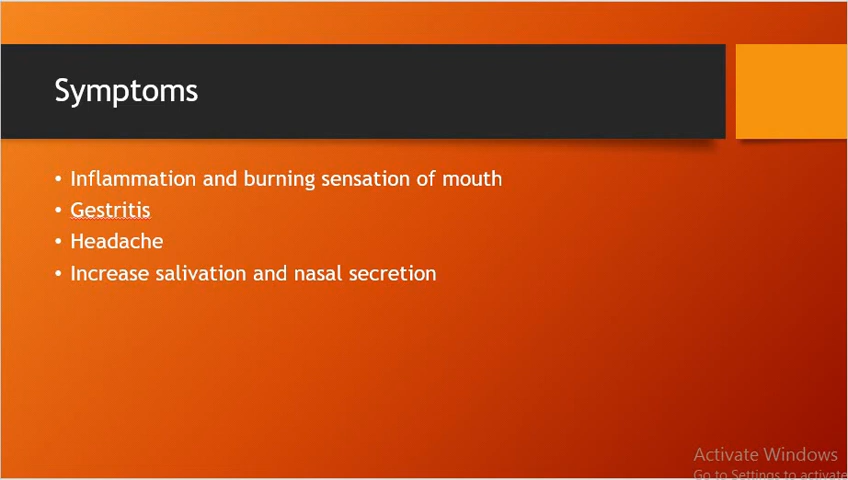 Symptoms
• Inflammation and burning sensation of mouth
• Gestritis
• Headache
• Increase salivation and nasal secretion
Activate Windows
Go to Settings to activate